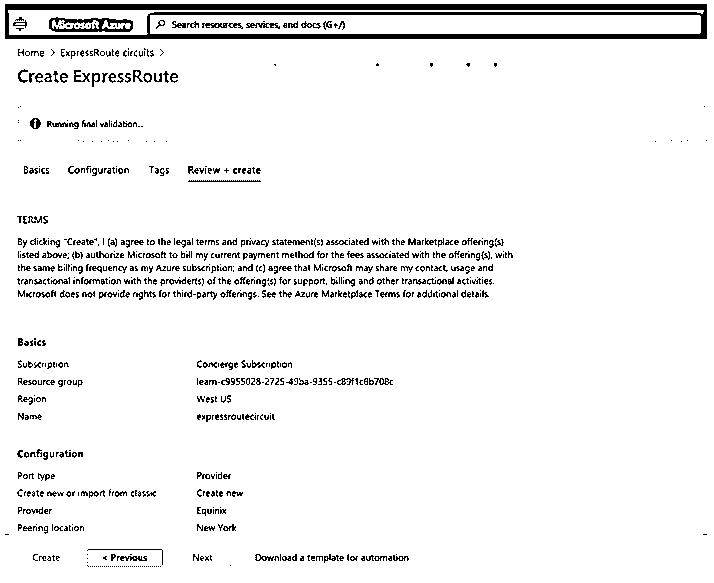 Microsoft Azure
Search resources, services, and docs (G+/)
Home > ExpressRoute circuits >
Create ExpressRoute
Running final validation...
Basics Configuration Tags Review + create
TERMS
By clicking "Create", I (a) agree to the legal terms and privacy statement(s) associated with the Marketplace offering(s)
listed above; (b) authorize Microsoft to bill my current payment method for the fees associated with the offering(s), with
the same billing frequency as my Azure subscription; and (c) agree that Microsoft may share my contact, usage and
transactional information with the provider(s) of the offering(s) for support, billing and other transactional activities.
Microsoft does not provide rights for third-party offerings. See the Azure Marketplace Terms for additional details.
Basics
Subscription Concierge Subscription
Resource group
Region West US
Name expressroutecircuit
Configuration
Port type Provider
Create new or import from classic Create new
Provider Equinix
Peering location New York
Create < Previous Next Download a template for automation